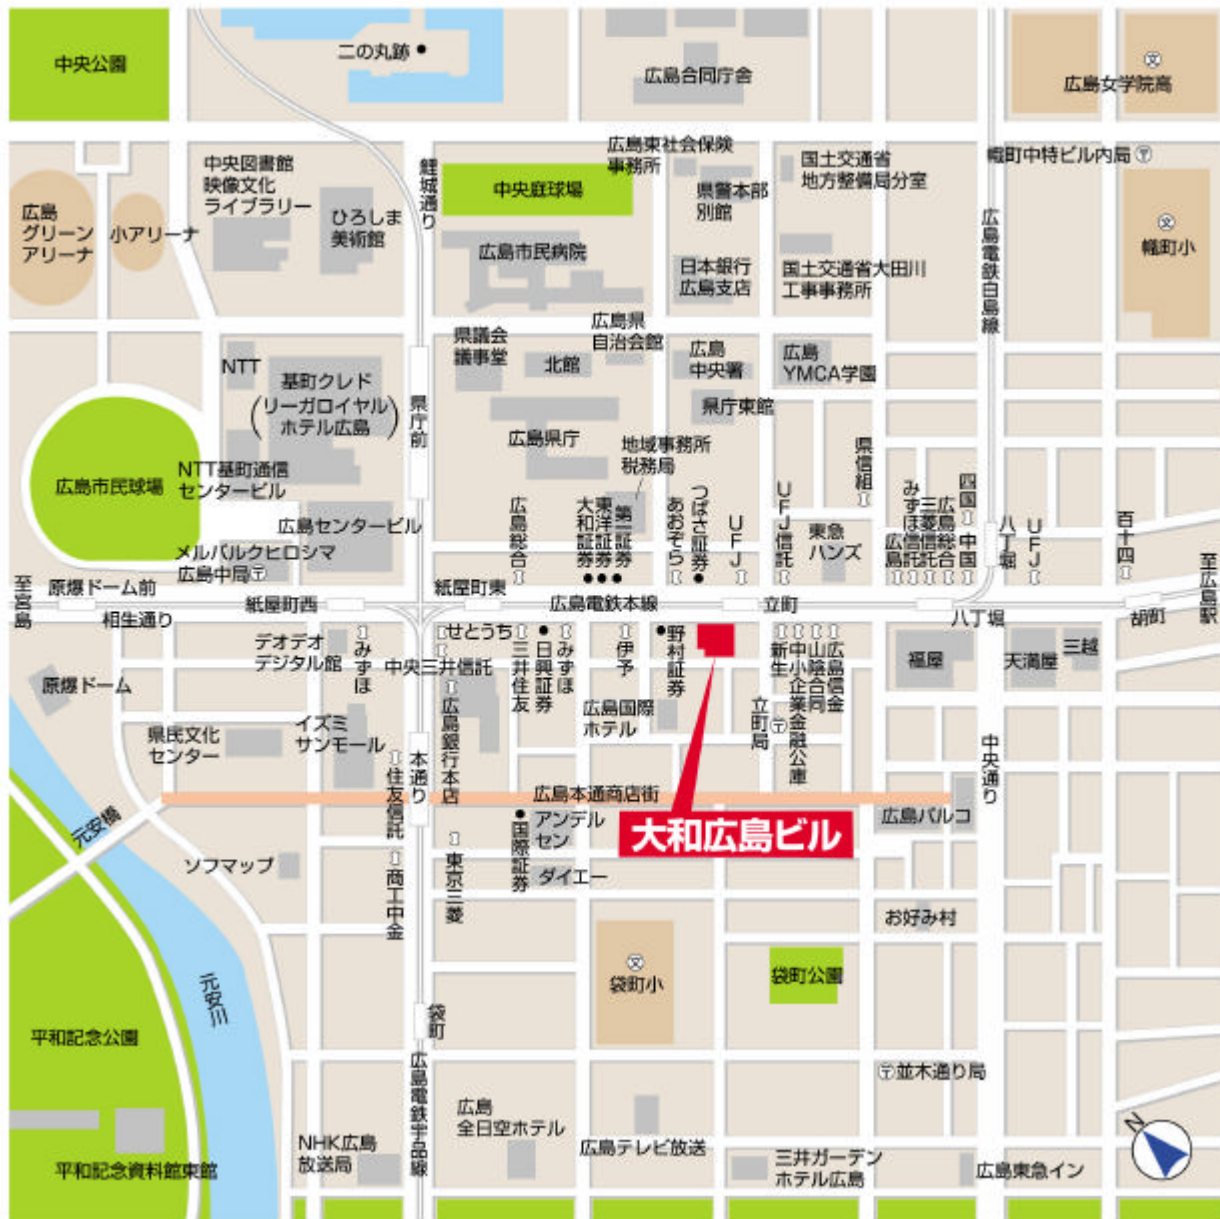 二の丸跡
中央公園
広島合同庁舎
広島女学院高
文
中央図書館
映像文化
ライブラリー
ひろしま
美術館
鯉城通り
中央庭球場
広島東社会保険
事務所
県警本部
別館
国土交通省
地方整備局分室
幟町中特ビル内局〒
広島
グリーン
アリーナ
小アリーナ
広島市民病院
日本銀行
広島支店
国土交通省大田川
工事事務所
広島電鉄白島線
文
幟町小
県議会
議事堂
広島県
自治会館
北館
広島
中央署
広島
YMCA学園
NTT
基町クレド
(リーガロイヤル)
ホテル広島
県庁前
県庁東館
広島県庁
地域事務所
税務局
県信組
広島市民球場
NTT基町通信
センタービル
広島センタービル
メルパルクヒロシマ
広島中局〒
広島総合
大和証券
東洋証券
第一証券
あおぞら
つばさ証券
UFJ
UFJ信託
東急
ハンズ
広島
みずほ信託
三菱信託
広島総合
四国
中国
八丁堀
UFJ
百十四
至広島駅
至宮島
原爆ドーム前
相生通り
紙屋町西
紙屋町東
広島電鉄本線
立町
八丁堀
胡町
デオデオ
デジタル館
みずほ
せとうち
中央三井信託
三井住友
日興証券
みずほ
伊予
野村証券
新生
中小企業金融公庫
山陰合同
広島信金
福屋
天満屋
三越
原爆ドーム
県民文化
センター
イズミ
サンモール
広島銀行本店
広島国際
ホテル
立町局
〒
中央通り
住友信託
本通り
広島本通商店街
元安橋
国際証券
アンデル
セン
大和広島ビル
広島パルコ
ソフマップ
商工中金
東京三菱
ダイエー
お好み村
元安川
文
袋町小
袋町公園
袋町
平和記念公園
〒並木通り局
広島電鉄宇品線
広島
全日空ホテル
NHK広島
放送局
広島テレビ放送
三井ガーデン
ホテル広島
広島東急イン
平和記念資料館東館
N